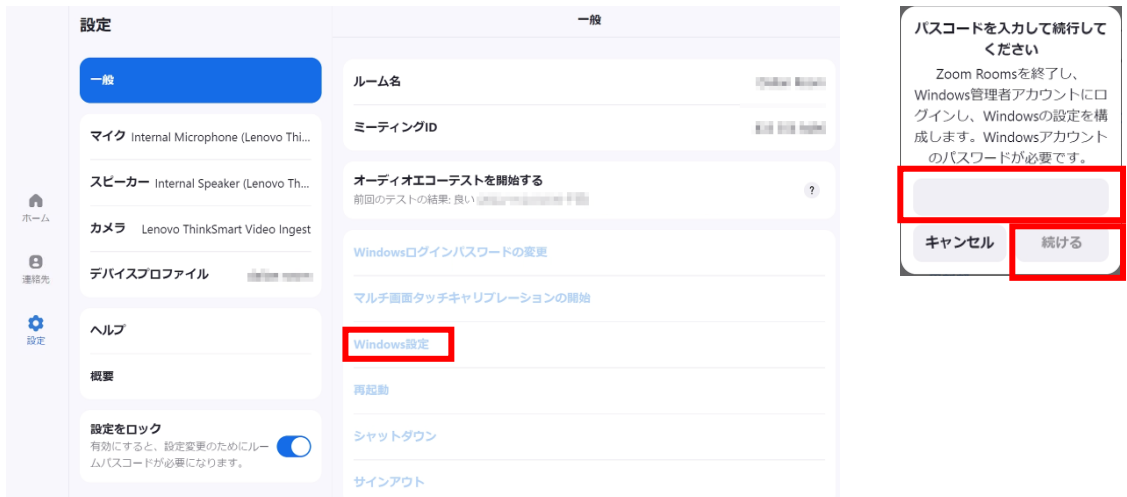 設定
一般
ホーム
連絡先
設定
一般
マイク Internal Microphone (Lenovo Thi...
スピーカー Internal Speaker (Lenovo Th...
カメラ Lenovo ThinkSmart Video Ingest
デバイスプロファイル
ヘルプ
概要
設定をロック
有効にすると、設定変更のためにルー
ムパスコードが必要になります。
ルーム名
ミーティングID
オーディオエコーテストを開始する
前回のテストの結果: 良い
?
Windowsログインパスワードの変更
マルチ画面タッチキャリブレーションの開始
Windows設定
再起動
シャットダウン
サインアウト
パスコードを入力して続行して
ください
Zoom Roomsを終了し、
Windows管理者アカウントにロ
グインし、Windowsの設定を構
成します。Windowsアカウント
のパスワードが必要です。
キャンセル
続ける